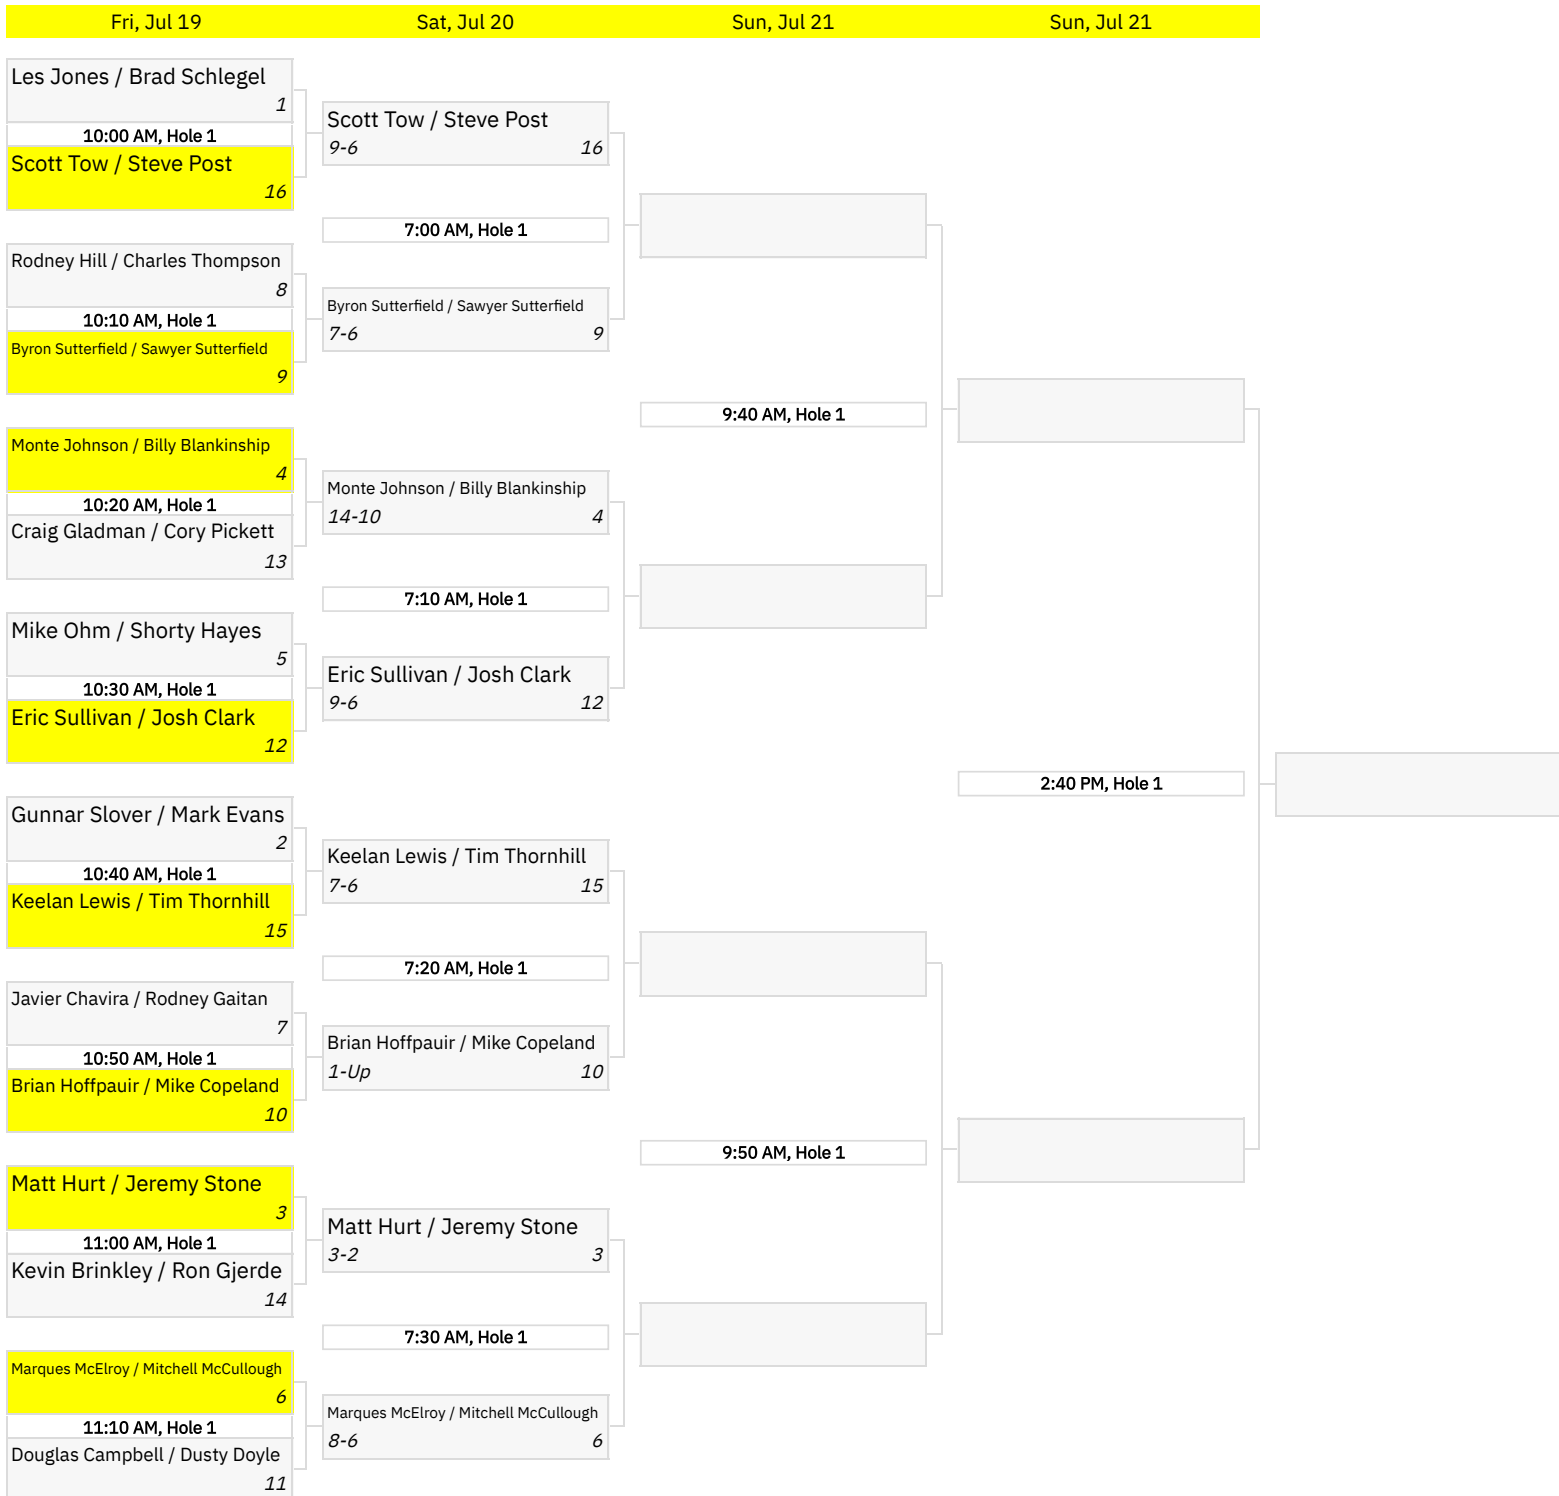 Fri, Jul 19
Sat, Jul 20
Sun, Jul 21
Sun, Jul 21
Les Jones / Brad Schlegel
1
10:00 AM, Hole 1
Scott Tow / Steve Post
16
Rodney Hill / Charles Thompson
8
10:10 AM, Hole 1
Byron Sutterfield / Sawyer Sutterfield
9
Monte Johnson / Billy Blankinship
4
10:20 AM, Hole 1
Craig Gladman / Cory Pickett
13
Mike Ohm / Shorty Hayes
5
10:30 AM, Hole 1
Eric Sullivan / Josh Clark
12
Gunnar Slover / Mark Evans
2
10:40 AM, Hole 1
Keelan Lewis / Tim Thornhill
15
Javier Chavira / Rodney Gaitan
7
10:50 AM, Hole 1
Brian Hoffpauir / Mike Copeland
10
Matt Hurt / Jeremy Stone
3
11:00 AM, Hole 1
Kevin Brinkley / Ron Gjerde
14
Marques McElroy / Mitchell McCullough
6
11:10 AM, Hole 1
Douglas Campbell / Dusty Doyle
11
Scott Tow / Steve Post
9-6 16
7:00 AM, Hole 1
Byron Sutterfield / Sawyer Sutterfield
7-6 9
Monte Johnson / Billy Blankinship
14-10 4
7:10 AM, Hole 1
Eric Sullivan / Josh Clark
9-6 12
Keelan Lewis / Tim Thornhill
7-6 15
7:20 AM, Hole 1
Brian Hoffpauir / Mike Copeland
1-Up 10
Matt Hurt / Jeremy Stone
3-2 3
7:30 AM, Hole 1
Marques McElroy / Mitchell McCullough
8-6 6
9:40 AM, Hole 1
9:50 AM, Hole 1
2:40 PM, Hole 1